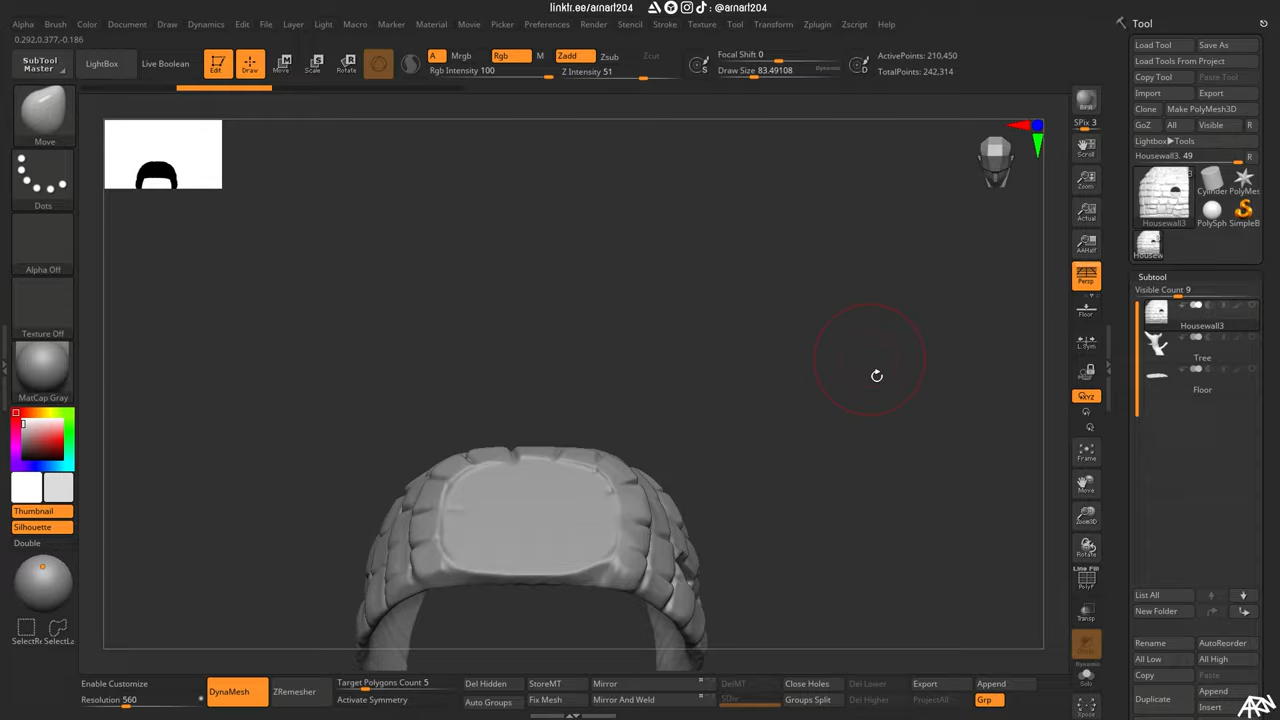 linktr.ee/arnart204 : @arnart204
Alpha Brush Color Document Draw Dynamics Edit File Layer Light Macro Marker Material Movie Picker Preferences Render Stencil Stroke Texture Tool Transform Zplugin Zscript Help
Tool
0.292,0.377,-0.186
SubTool
Master
LightBox
Live Boolean
Edit
Draw
Move
Scale
Rotate
A Mrgb Rgb M Zadd Zsub Zcut
Rgb Intensity 100 Z Intensity 51
Focal Shift 0
Draw Size 83.49108 Dynamic
S
D
ActivePoints: 210,450
TotalPoints: 242,314
Load Tool Save As
Load Tools From Project
Copy Tool Paste Tool
Import Export
Clone Make PolyMesh3D
GoZ All Visible R
Lightbox▶Tools
Housewall3. 49 R
Housewall3
Cylinder PolyMes
PolySph SimpleB
Housew
Subtool
Visible Count 9
Housewall3
Tree
Floor
List All
New Folder
Rename AutoReorder
All Low All High
Copy Paste
Duplicate Append
Insert
Move
Dots
Alpha Off
Texture Off
MatCap Gray
Thumbnail
Silhouette
Double
SelectRe SelectLa
BPR
SPix 3
Scroll
Zoom
Actual
AAHalf
Persp
Floor
L.Sym
XYZ
Frame
Move
Zoom3D
Rotate
Line Fill
PolyF
Transp
Dynamic
Solo
Xpose
Enable Customize
Resolution 560
DynaMesh
ZRemesher
Target Polygons Count 5
Activate Symmetry
Del Hidden
Auto Groups
StoreMT
Fix Mesh
Mirror
Mirror And Weld
DelMT
SDiv
Close Holes
Groups Split
Del Lower
Del Higher
Export
ProjectAll
Append
Grp
ARN